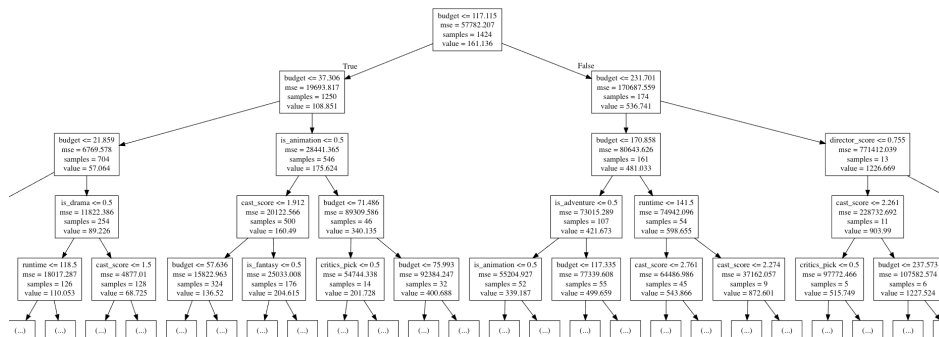 budget <= 117.115
mse = 57782.207
samples = 1424
value = 161.136
True
False
budget <= 37.306
mse = 19693.817
samples = 1250
value = 108.851
budget <= 231.701
mse = 170687.559
samples = 174
value = 536.741
budget <= 21.859
mse = 6769.578
samples = 704
value = 57.064
is_animation <= 0.5
mse = 28441.365
samples = 546
value = 175.624
budget <= 170.858
mse = 80643.626
samples = 161
value = 481.033
director_score <= 0.755
mse = 771412.039
samples = 13
value = 1226.669
is_drama <= 0.5
mse = 11822.386
samples = 254
value = 89.226
cast_score <= 1.912
mse = 20122.566
samples = 500
value = 160.49
budget <= 71.486
mse = 89309.586
samples = 46
value = 340.135
is_adventure <= 0.5
mse = 73015.289
samples = 107
value = 421.673
runtime <= 141.5
mse = 74942.096
samples = 54
value = 598.655
cast_score <= 2.261
mse = 228732.692
samples = 11
value = 903.99
runtime <= 118.5
mse = 18017.287
samples = 126
value = 110.053
cast_score <= 1.5
mse = 4877.01
samples = 128
value = 68.725
budget <= 57.636
mse = 15822.963
samples = 324
value = 136.52
is_fantasy <= 0.5
mse = 25033.008
samples = 176
value = 204.615
critics_pick <= 0.5
mse = 54744.338
samples = 14
value = 201.728
budget <= 75.993
mse = 92384.247
samples = 32
value = 400.688
is_animation <= 0.5
mse = 55204.927
samples = 52
value = 339.187
budget <= 117.335
mse = 77339.608
samples = 55
value = 499.659
cast_score <= 2.761
mse = 64486.986
samples = 45
value = 543.866
cast_score <= 2.274
mse = 37162.057
samples = 9
value = 872.601
critics_pick <= 0.5
mse = 97772.466
samples = 5
value = 515.749
budget <= 237.573
mse = 107582.574
samples = 6
value = 1227.524
(...) (...) (...) (...) (...) (...) (...) (...) (...) (...) (...) (...) (...) (...) (...) (...) (...) (...) (...) (...) (...) (...) (...) (...)